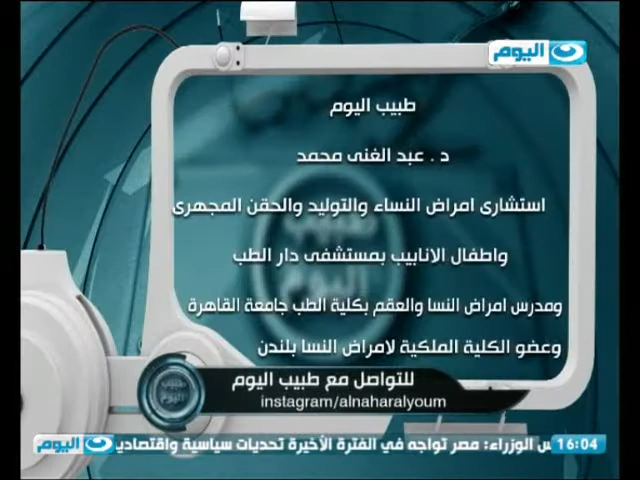 اليوم
طبيب اليوم
د . عبد الغنى محمد
استشارى امراض النساء والتوليد والحقن المجهرى
واطفال الانابيب بمستشفى دار الطب
ومدرس امراض النسا والعقم بكلية الطب جامعة القاهرة
وعضو الكلية الملكية لامراض النسا بلندن
طبيب اليوم
للتواصل مع طبيب اليوم
instagram/alnaharalyoum
16:04
الوزراء: مصر تواجه في الفترة الأخيرة تحديات سياسية
اليوم